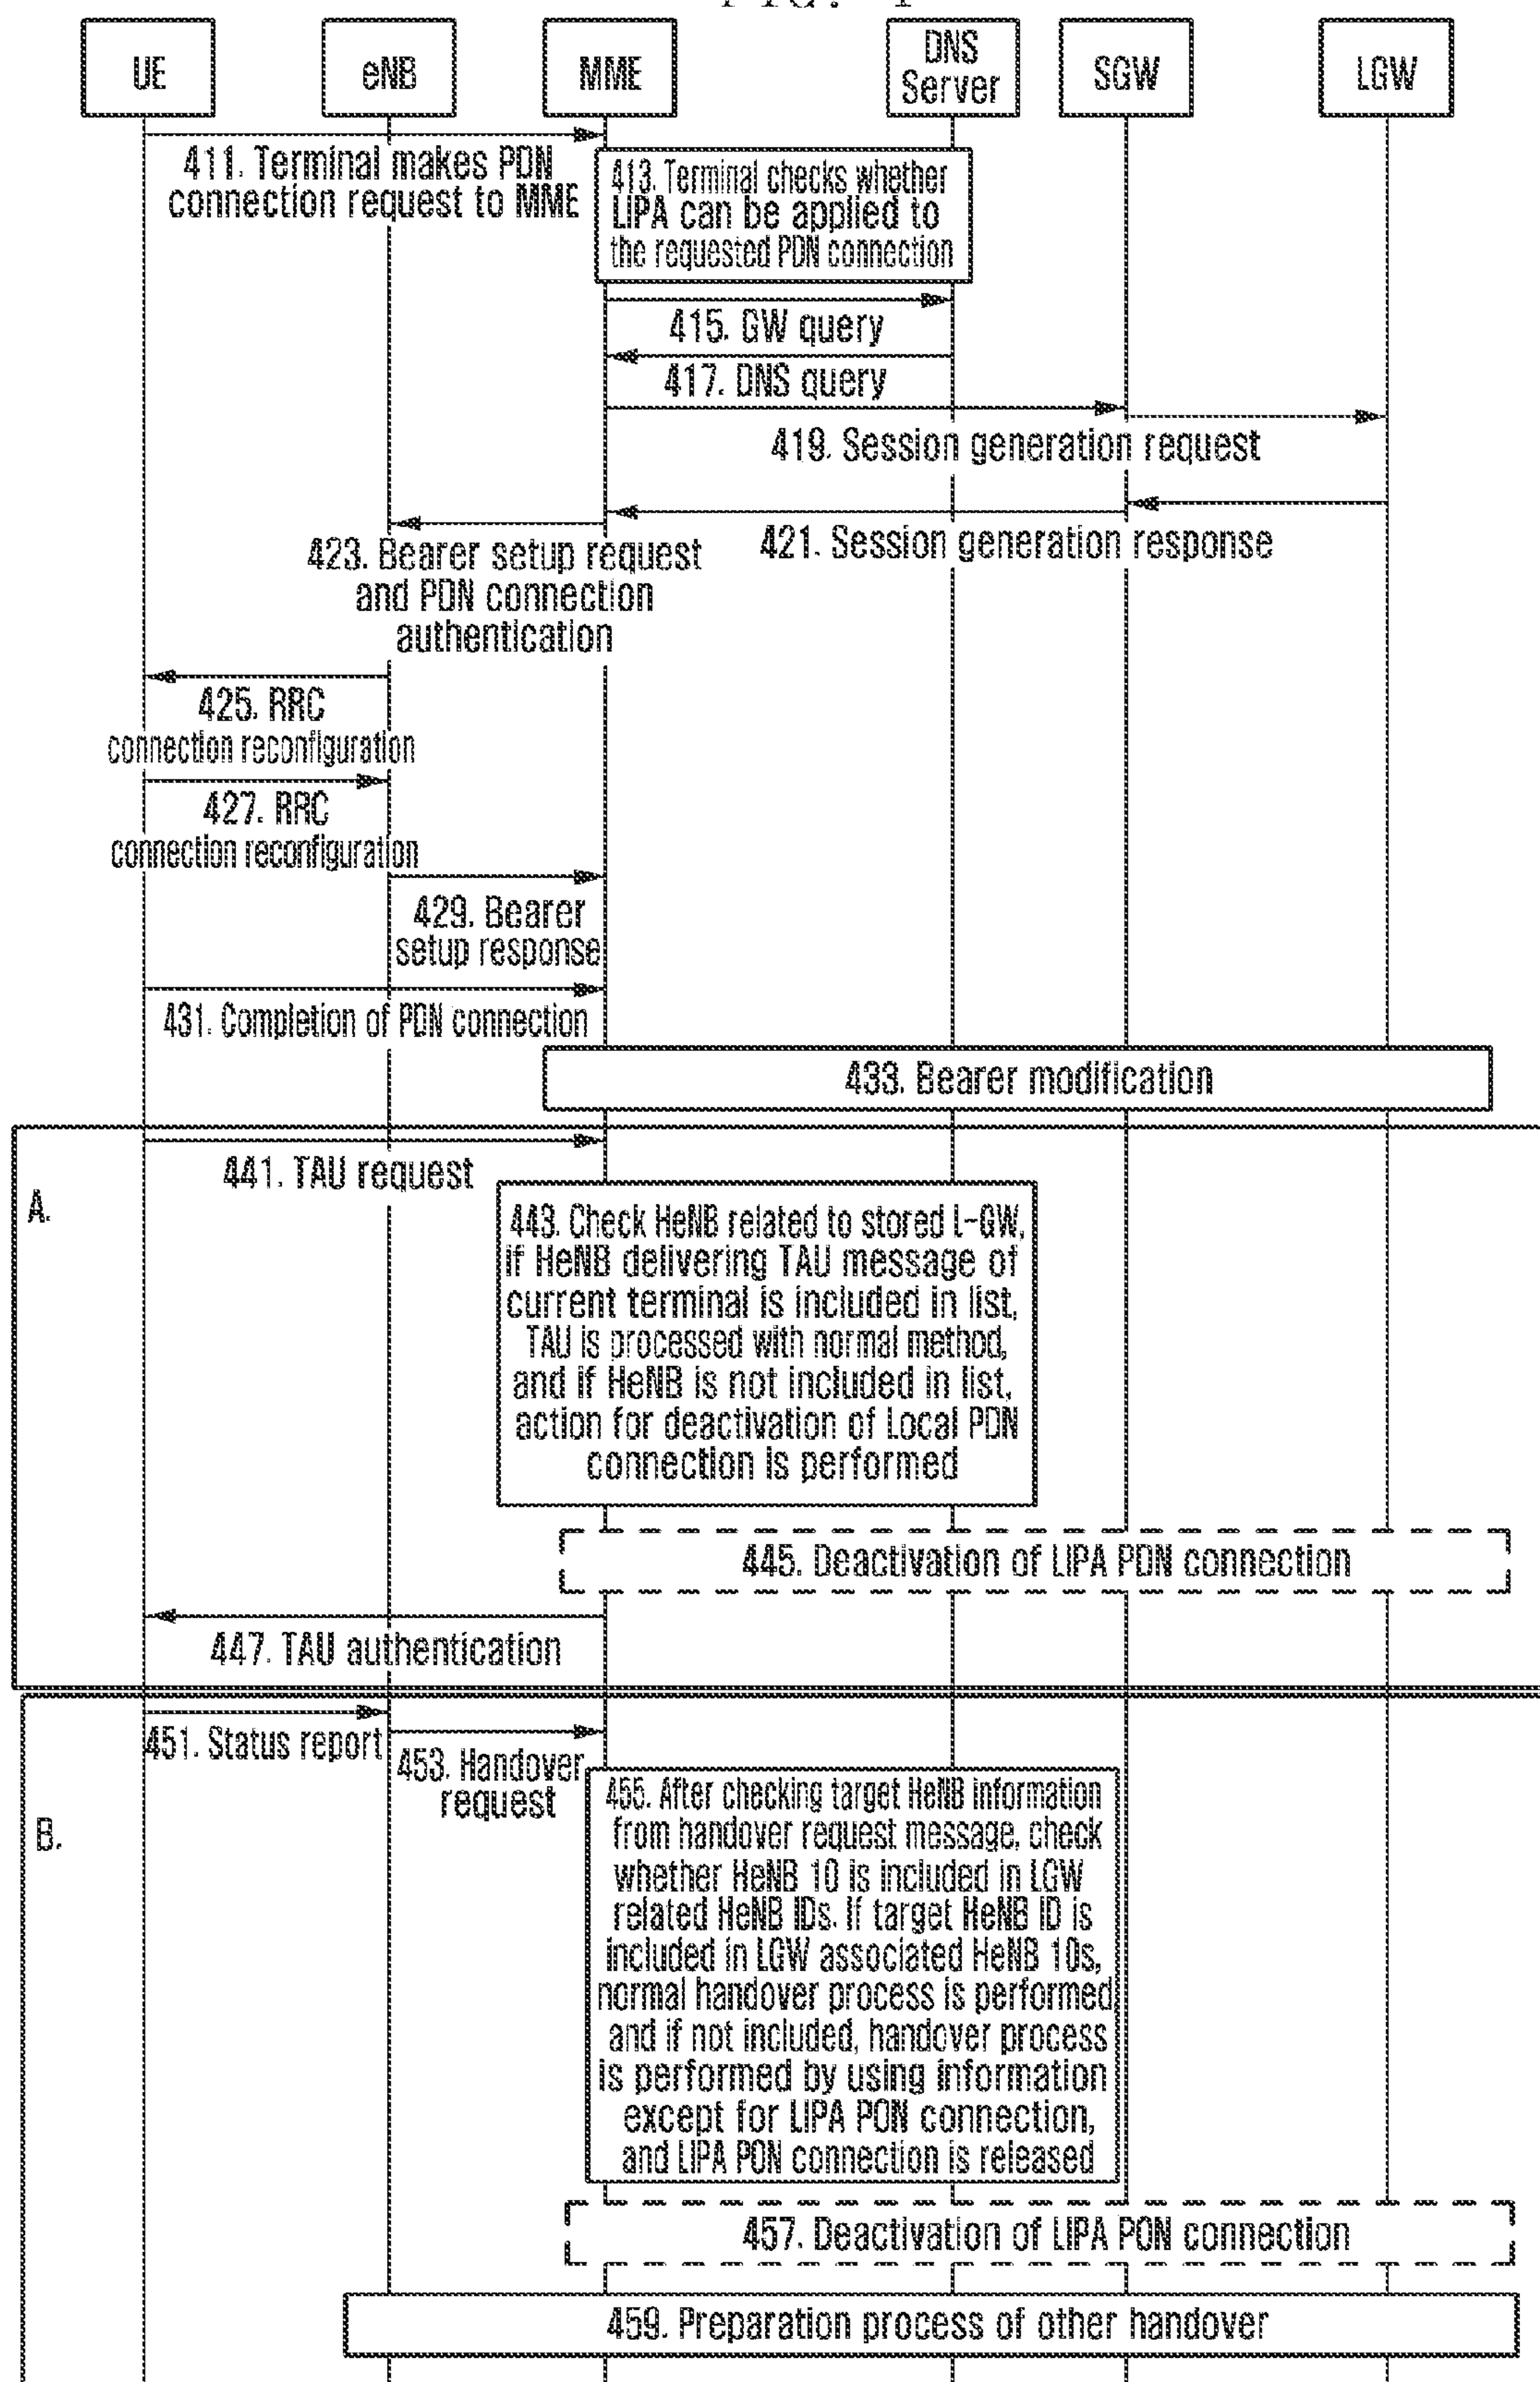 UE
eNB
MME
DNS
Server
SGW
LGW
411. Terminal makes PDN
connection request to MME
413. Terminal checks whether
LIPA can be applied to
the requested PDN connection
415. GW query
417. DNS query
419. Session generation request
421. Session generation response
423. Bearer setup request
and PDN connection
authentication
425. RRC
connection reconfiguration
427. RRC
connection reconfiguration
429. Bearer
setup response
431. Completion of PDN connection
433. Bearer modification
A.
441. TAU request
443. Check HeNB related to stored L-GW,
if HeNB delivering TAU message of
current terminal is included in list,
TAU is processed with normal method,
and if HeNB is not included in list,
action for deactivation of Local PDN
connection is performed
445. Deactivation of LIPA PDN connection
447. TAU authentication
B.
451. Status report
453. Handover
request
455. After checking target HeNB information
from handover request message, check
whether HeNB 10 is included in LGW
related HeNB IDs. If target HeNB ID is
included in LGW associated HeNB 10s,
normal handover process is performed
and if not included, handover process
is performed by using information
except for LIPA PON connection,
and LIPA PON connection is released
457. Deactivation of LIPA PON connection
459. Preparation process of other handover